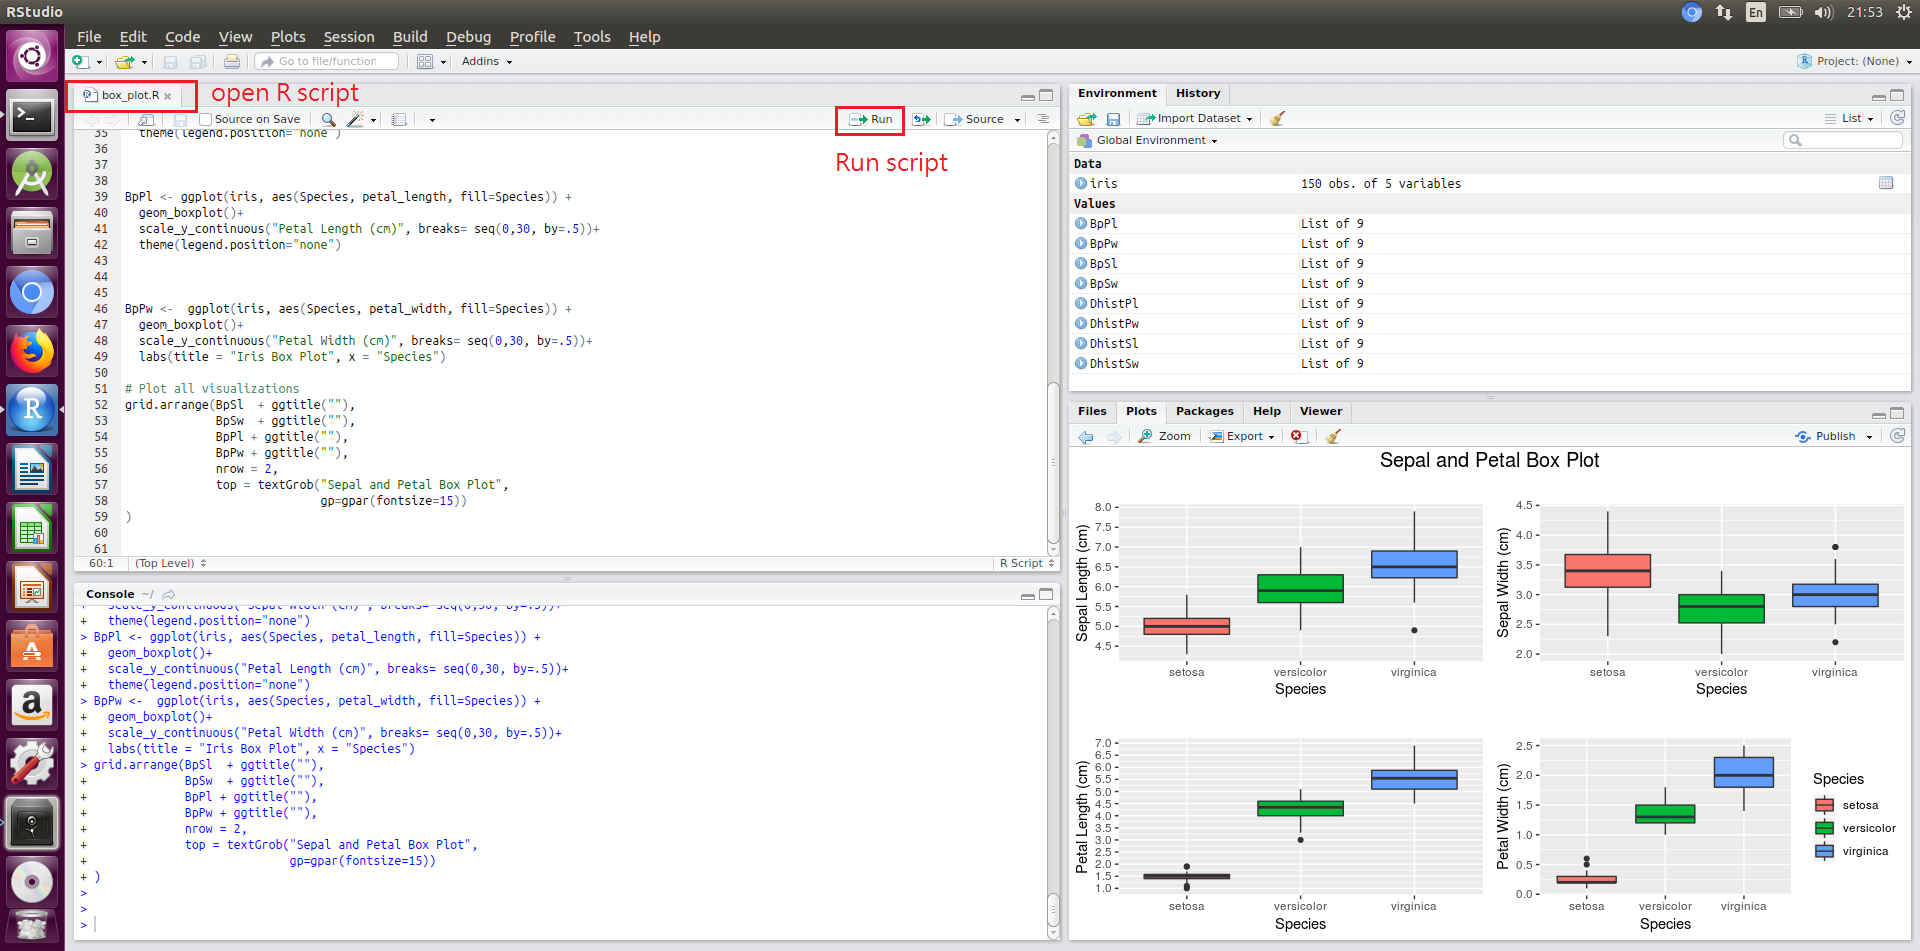 RStudio
En 21:53
File Edit Code View Plots Session Build Debug Profile Tools Help
Go to file/function Addins Project: (None)
box_plot.R
open R script
Source on Save Run Source
Run script
35 theme(legend.position="none")
36
37
38
39 BpPl <- ggplot(iris, aes(Species, petal_length, fill=Species)) +
40 geom_boxplot()+
41 scale_y_continuous("Petal Length (cm)", breaks= seq(0,30, by=.5))+
42 theme(legend.position="none")
43
44
45
46 BpPw <-  ggplot(iris, aes(Species, petal_width, fill=Species)) +
47 geom_boxplot()+
48 scale_y_continuous("Petal Width (cm)", breaks= seq(0,30, by=.5))+
49 labs(title = "Iris Box Plot", x = "Species")
50
51 # Plot all visualizations
52 grid.arrange(BpSl  + ggtitle(""),
53 BpSw  + ggtitle(""),
54 BpPl + ggtitle(""),
55 BpPw + ggtitle(""),
56 nrow = 2,
57 top = textGrob("Sepal and Petal Box Plot",
58 gp=gpar(fontsize=15))
59 )
60
61
60:1 (Top Level) R Script
Console ~/
+ scale_y_continuous("Sepal Width (cm)", breaks= seq(0,30, by=.5))+
+ theme(legend.position="none")
> BpPl <- ggplot(iris, aes(Species, petal_length, fill=Species)) +
+ geom_boxplot()+
+ scale_y_continuous("Petal Length (cm)", breaks= seq(0,30, by=.5))+
+ theme(legend.position="none")
> BpPw <-  ggplot(iris, aes(Species, petal_width, fill=Species)) +
+ geom_boxplot()+
+ scale_y_continuous("Petal Width (cm)", breaks= seq(0,30, by=.5))+
+ labs(title = "Iris Box Plot", x = "Species")
> grid.arrange(BpSl  + ggtitle(""),
+ BpSw  + ggtitle(""),
+ BpPl + ggtitle(""),
+ BpPw + ggtitle(""),
+ nrow = 2,
+ top = textGrob("Sepal and Petal Box Plot",
+ gp=gpar(fontsize=15))
+ )
>
>
>
Environment History
Import Dataset List
Global Environment
Data
iris 150 obs. of 5 variables
Values
BpPl List of 9
BpPw List of 9
BpSl List of 9
BpSw List of 9
DhistPl List of 9
DhistPw List of 9
DhistSl List of 9
DhistSw List of 9
Files Plots Packages Help Viewer
Zoom Export Publish
Sepal and Petal Box Plot
Sepal Length (cm)
8.0
7.5
7.0
6.5
6.0
5.5
5.0
4.5
setosa versicolor virginica
Species
Sepal Width (cm)
4.5
4.0
3.5
3.0
2.5
2.0
setosa versicolor virginica
Species
Petal Length (cm)
7.0
6.5
6.0
5.5
5.0
4.5
4.0
3.5
3.0
2.5
2.0
1.5
1.0
setosa versicolor virginica
Species
Petal Width (cm)
2.5
2.0
1.5
1.0
0.5
0.0
setosa versicolor virginica
Species
Species
setosa
versicolor
virginica